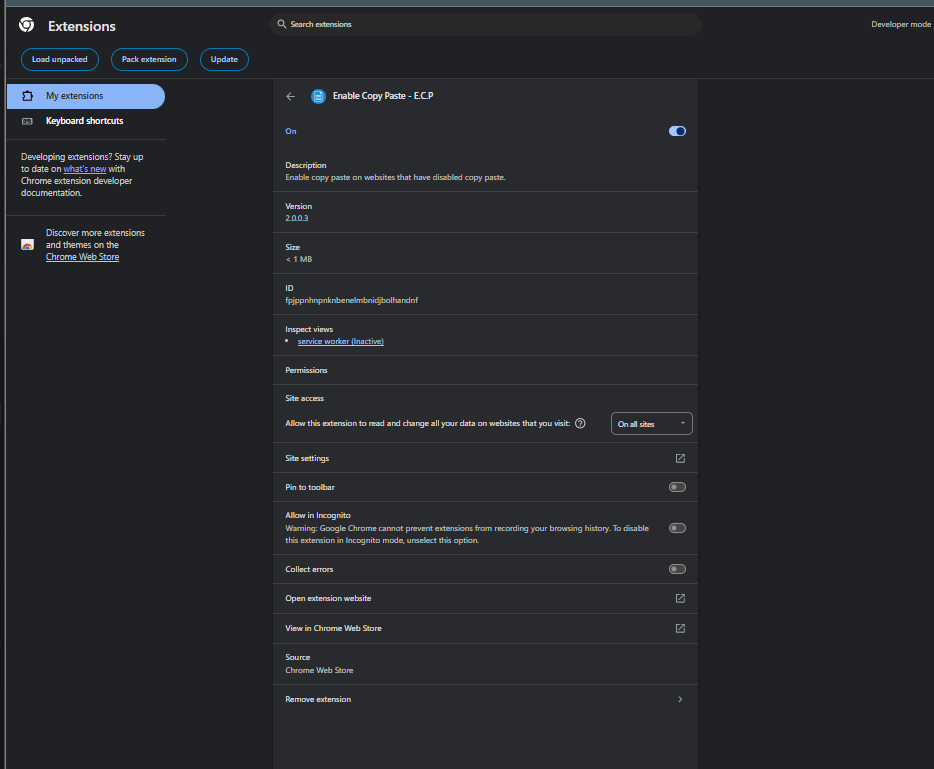 Extensions
Search extensions
Developer mode
Load unpacked
Pack extension
Update
My extensions
Keyboard shortcuts
Developing extensions? Stay up
to date on what's new with
Chrome extension developer
documentation.
Discover more extensions
and themes on the
Chrome Web Store
Enable Copy Paste - E.C.P
On
Description
Enable copy paste on websites that have disabled copy paste.
Version
2.0.0.3
Size
< 1 MB
ID
fpjppnhnpnknbenelmbnidjbolhandnf
Inspect views
• service worker (Inactive)
Permissions
Site access
Allow this extension to read and change all your data on websites that you visit:
On all sites
Site settings
Pin to toolbar
Allow in Incognito
Warning: Google Chrome cannot prevent extensions from recording your browsing history. To disable
this extension in Incognito mode, unselect this option.
Collect errors
Open extension website
View in Chrome Web Store
Source
Chrome Web Store
Remove extension